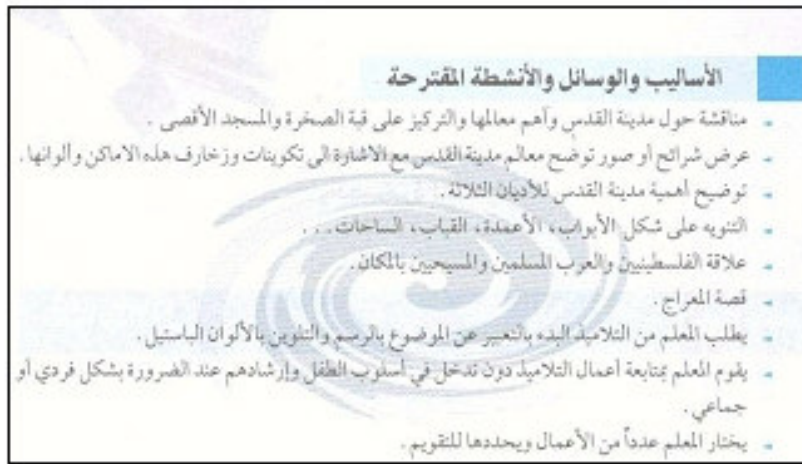 الأساليب والوسائل والأنشطة المقترحة
- مناقشة حول مدينة القدس وأهم معالمها والتركيز على قبة الصخرة والمسجد الأقصى .
- عرض شرائح أو صور توضح معالم مدينة القدس مع الاشارة الى تكوينات وزخارف هذه الاماكن وألوانها .
- توضيح أهمية مدينة القدس للأديان الثلاثة .
- التنويه على شكل الأبواب، الأعمدة، القباب، الساحات . . .
- علاقة الفلسطينيين والعرب المسلمين والمسيحيين بالمكان .
- قصة المعراج .
- يطلب المعلم من التلاميذ البدء بالتعبير عن الموضوع بالرسم والتلوين بالألوان الباستيل .
- يقوم المعلم بمتابعة أعمال التلاميذ دون تدخل في أسلوب الطفل وإرشادهم عند الضرورة بشكل فردي أو
جماعي .
- يختار المعلم عدداً من الأعمال ويحددها للتقويم .